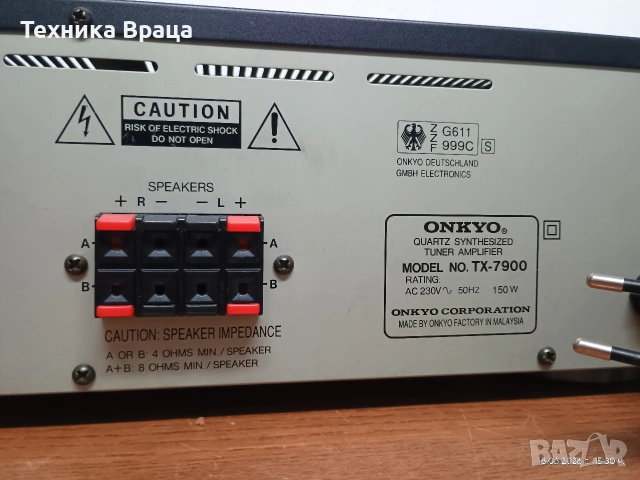 Техника Враца
CAUTION
RISK OF ELECTRIC SHOCK
DO NOT OPEN
Z G611
Z
F 999C
S
ONKYO DEUTSCHLAND
GMBH ELECTRONICS
SPEAKERS
+ R − − L +
A A
B B
CAUTION: SPEAKER IMPEDANCE
A OR B: 4 OHMS MIN / SPEAKER
A+B: 8 OHMS MIN / SPEAKER
ONKYO®
QUARTZ SYNTHESIZED
TUNER AMPLIFIER
MODEL NO. TX-7900
RATING:
AC 230V ∿ 50Hz 150 W
ONKYO CORPORATION
MADE BY ONKYO FACTORY IN MALAYSIA
BAZAR